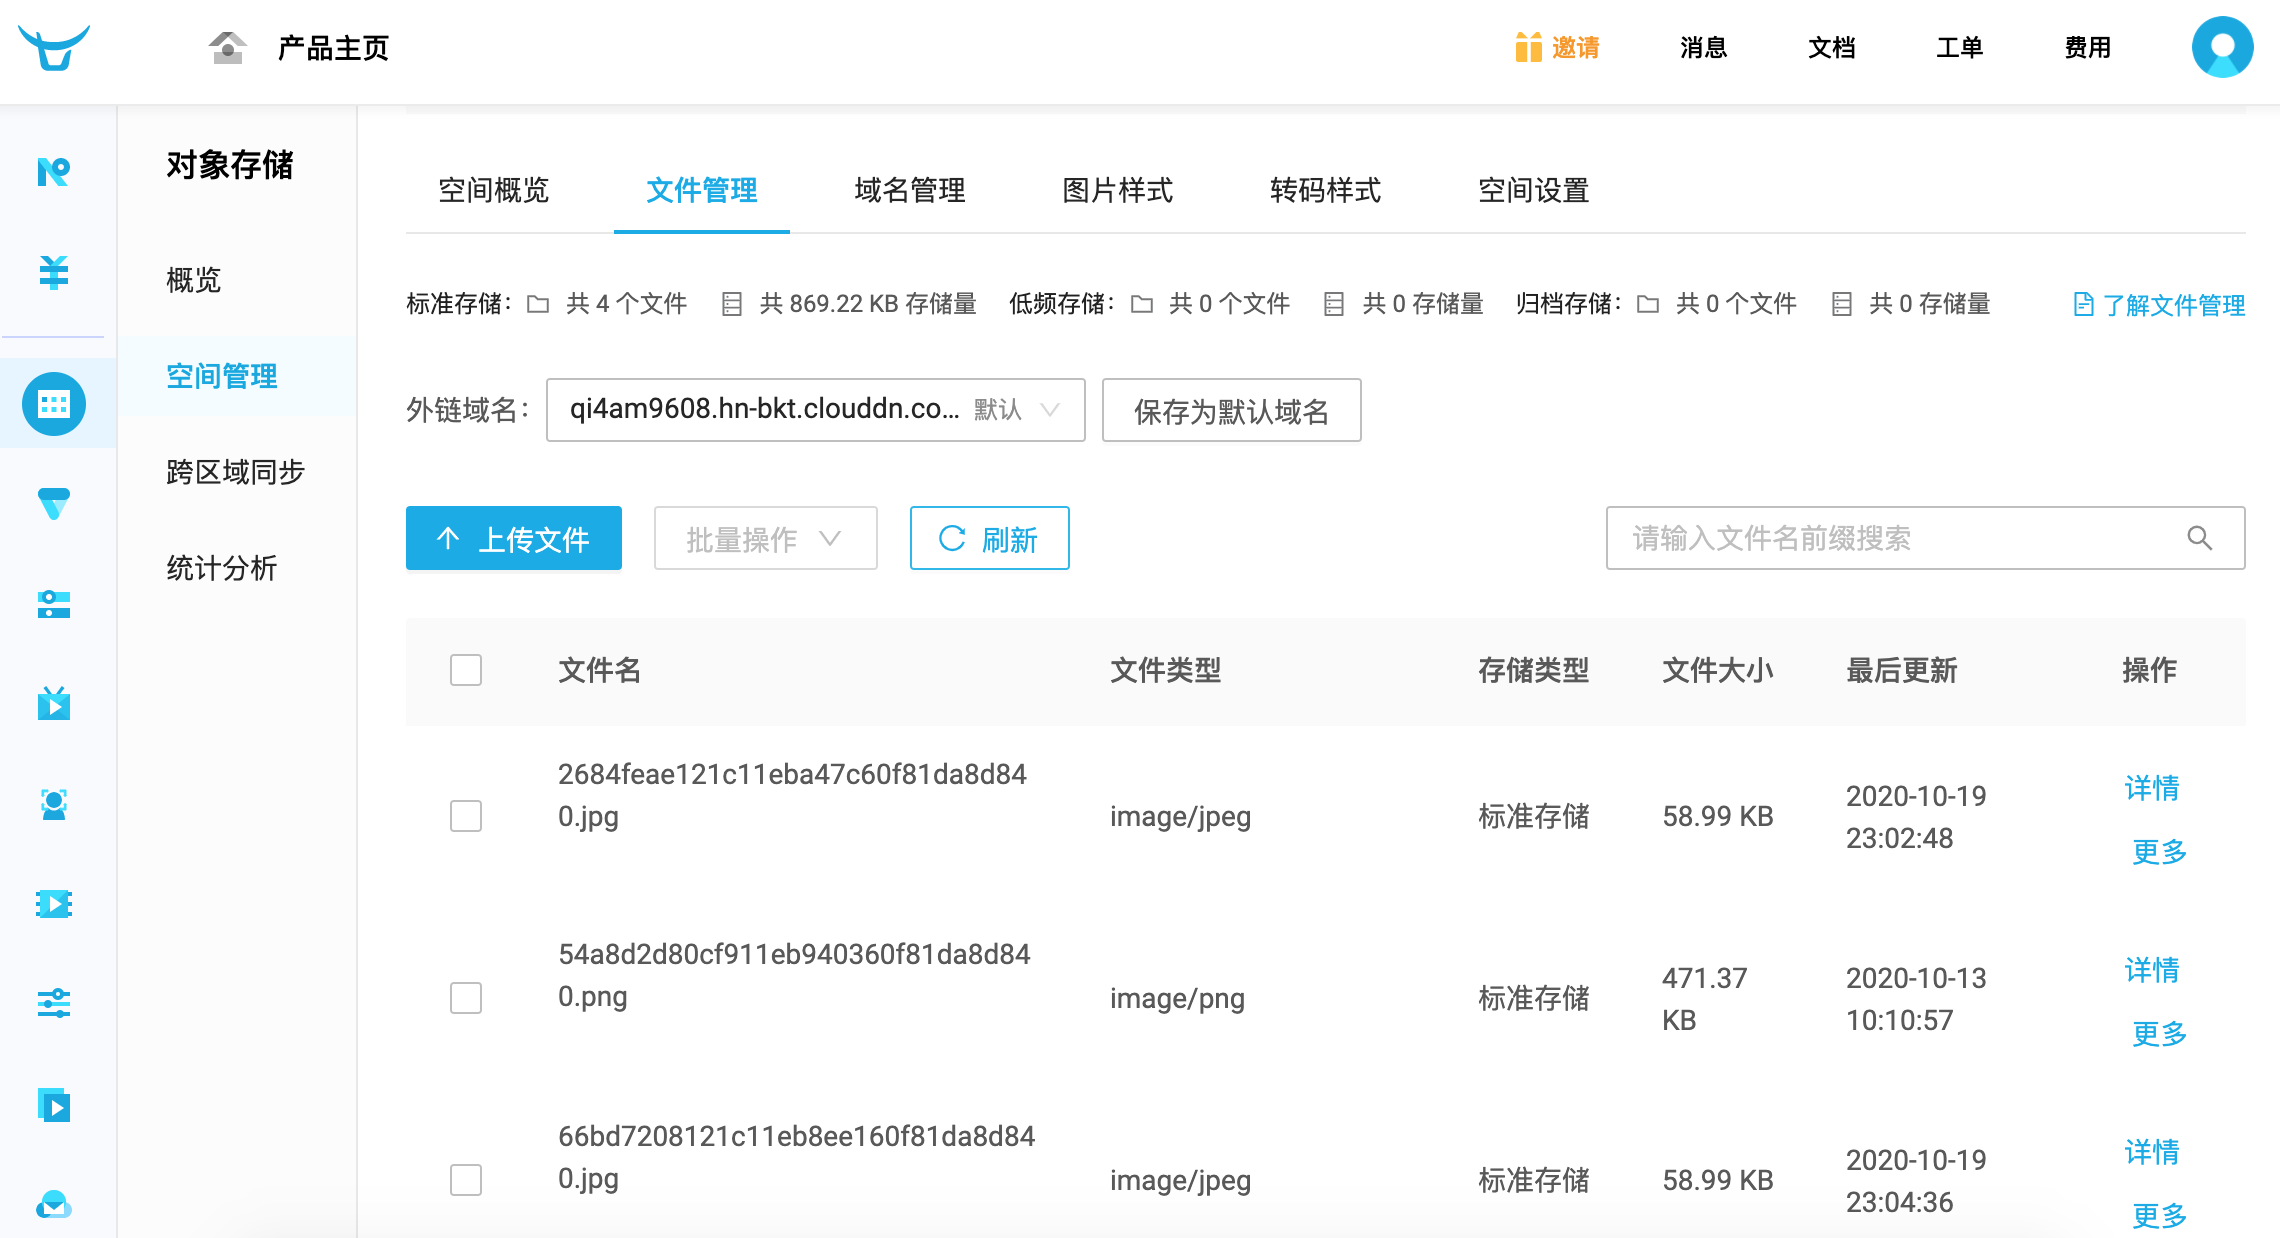 产品主页
邀请
消息
文档
工单
费用
对象存储
概览
空间管理
跨区域同步
统计分析
空间概览 文件管理 域名管理 图片样式 转码样式 空间设置
标准存储： 共 4 个文件 共 869.22 KB 存储量 低频存储： 共 0 个文件 共 0 存储量 归档存储： 共 0 个文件 共 0 存储量 了解文件管理
外链域名： qi4am9608.hn-bkt.clouddn.co... 默认 保存为默认域名
上传文件 批量操作 刷新 请输入文件名前缀搜索
文件名 文件类型 存储类型 文件大小 最后更新 操作
2684feae121c11eba47c60f81da8d84
0.jpg
image/jpeg
标准存储
58.99 KB
2020-10-19
23:02:48
详情
更多
54a8d2d80cf911eb940360f81da8d84
0.png
image/png
标准存储
471.37
KB
2020-10-13
10:10:57
详情
更多
66bd7208121c11eb8ee160f81da8d84
0.jpg
image/jpeg
标准存储
58.99 KB
2020-10-19
23:04:36
详情
更多